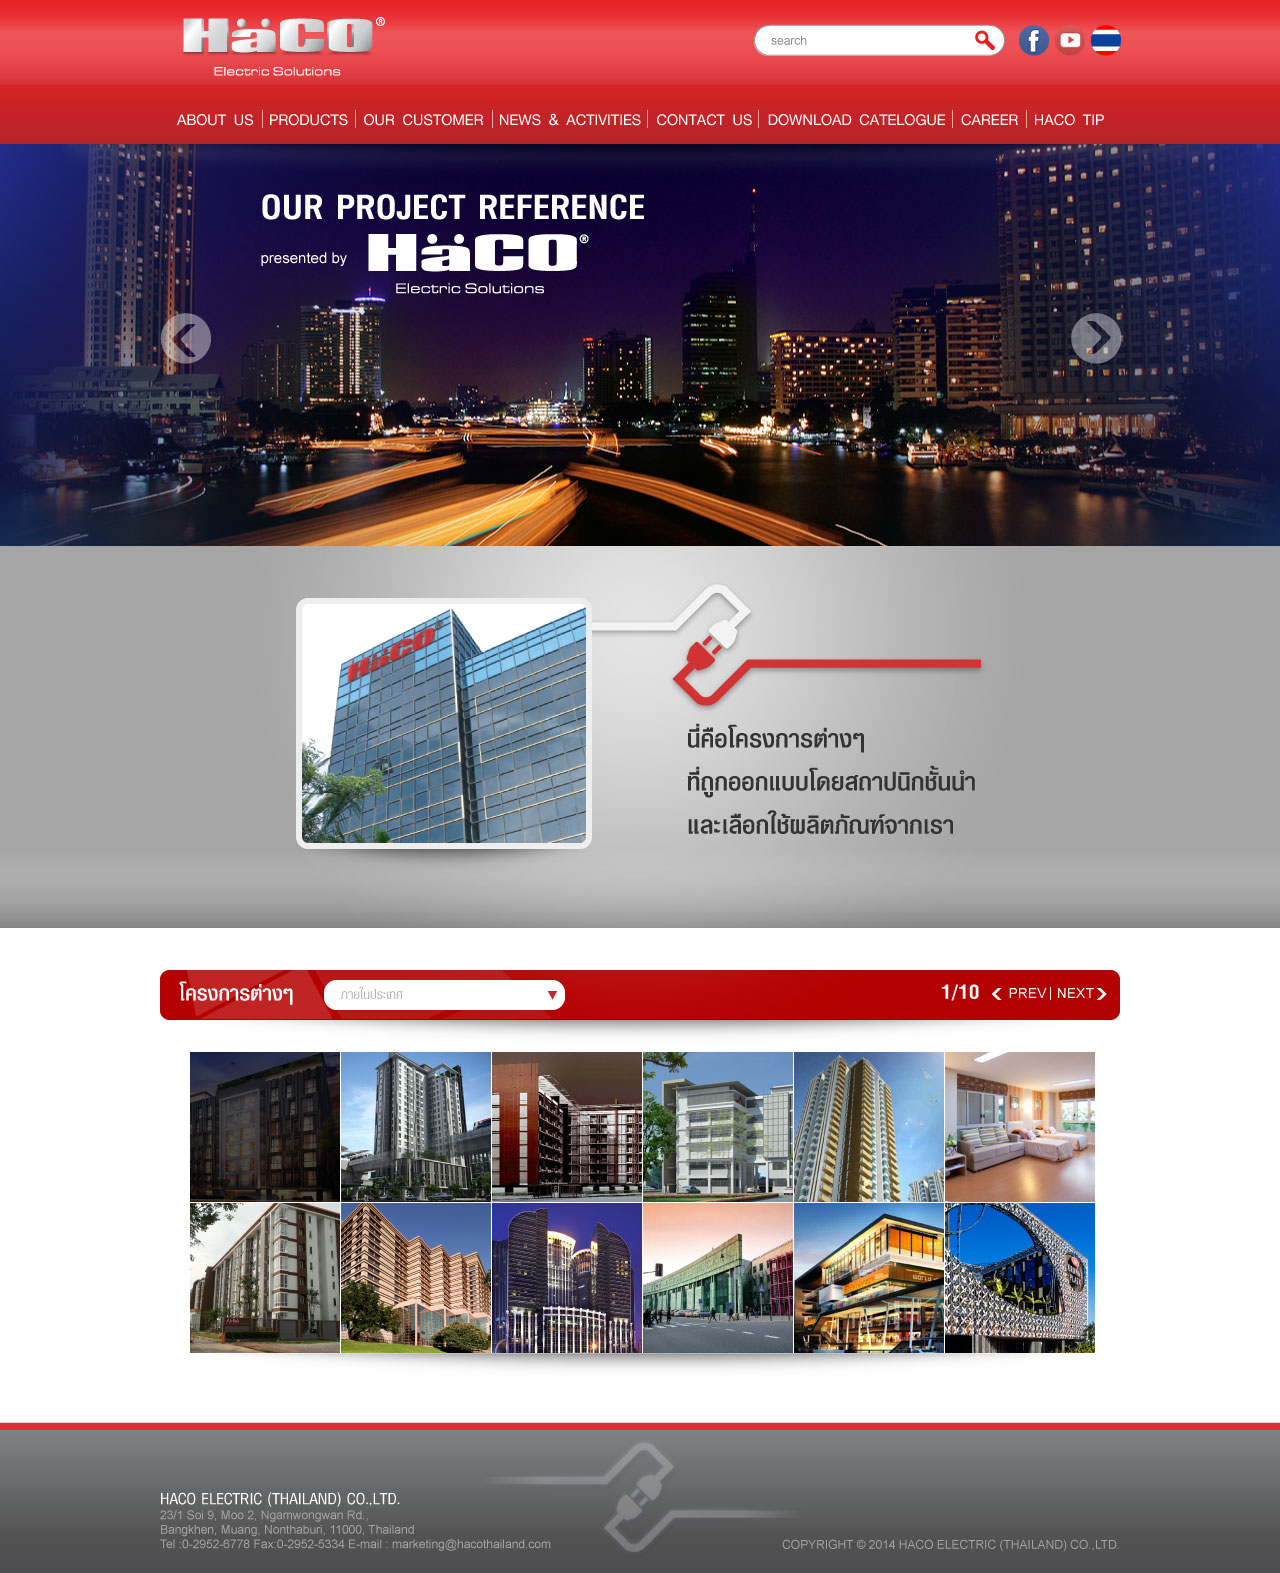 HäCO®
Electric Solutions
search
ABOUT US | PRODUCTS | OUR CUSTOMER | NEWS & ACTIVITIES | CONTACT US | DOWNLOAD CATELOGUE | CAREER | HACO TIP
OUR PROJECT REFERENCE
presented by HäCO®
Electric Solutions
HäCO
นี่คือโครงการต่างๆ
ที่ถูกออกแบบโดยสถาปนิกชั้นนำ
และเลือกใช้ผลิตภัณฑ์จากเรา
โครงการต่างๆ ภายในประเทศ 1/10 PREV | NEXT
HACO ELECTRIC (THAILAND) CO.,LTD.
23/1 Soi 9, Moo 2, Ngamwongwan Rd.,
Bangkhen, Muang, Nonthaburi, 11000, Thailand
Tel :0-2952-6778 Fax:0-2952-5334 E-mail : marketing@hacothailand.com
COPYRIGHT © 2014 HACO ELECTRIC (THAILAND) CO.,LTD.